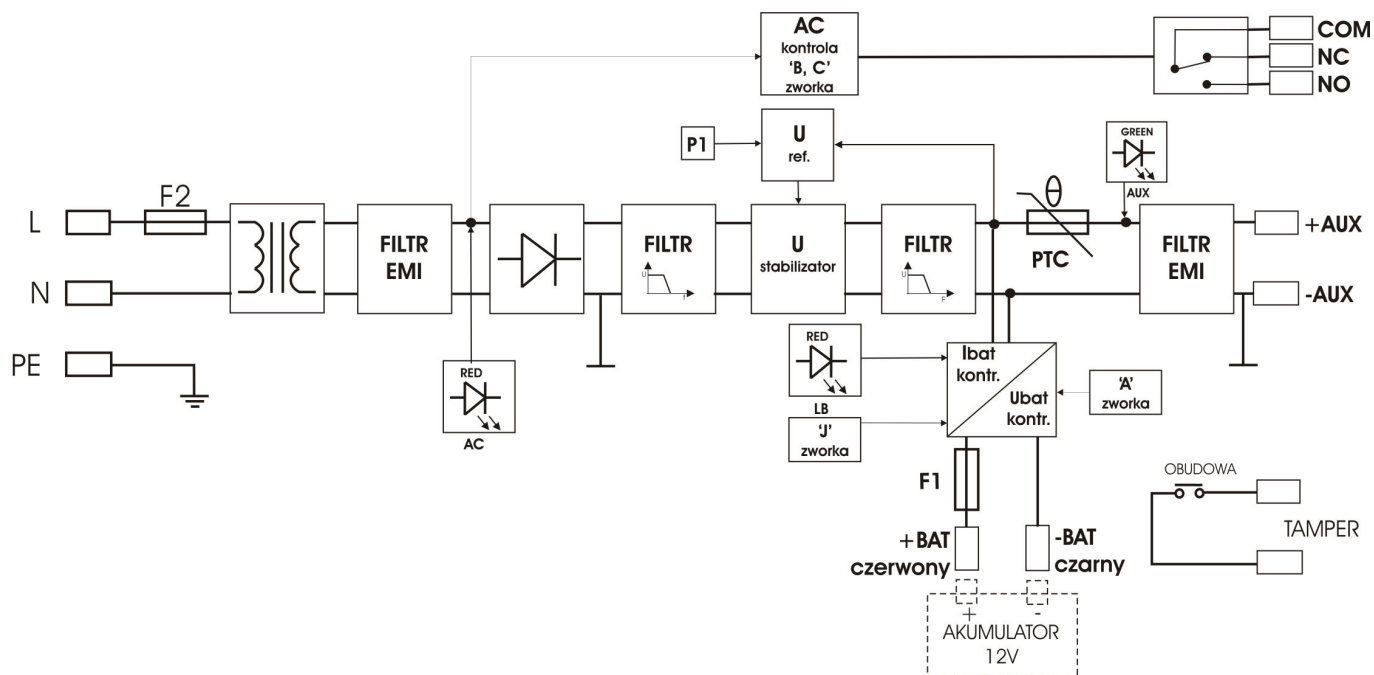 AC
kontrola
'B, C'
zworka
COM
NC
NO
P1
U
ref.
GREEN
AUX
L
F2
FILTR
EMI
FILTR
U
f
U
stabilizator
FILTR
U
F
θ
PTC
FILTR
EMI
+AUX
N
-AUX
PE
RED
AC
RED
LB
'J'
zworka
Ibat
kontr.
Ubat
kontr.
'A'
zworka
F1
+BAT
czerwony
-BAT
czarny
OBUDOWA
TAMPER
+ -
AKUMULATOR
12V